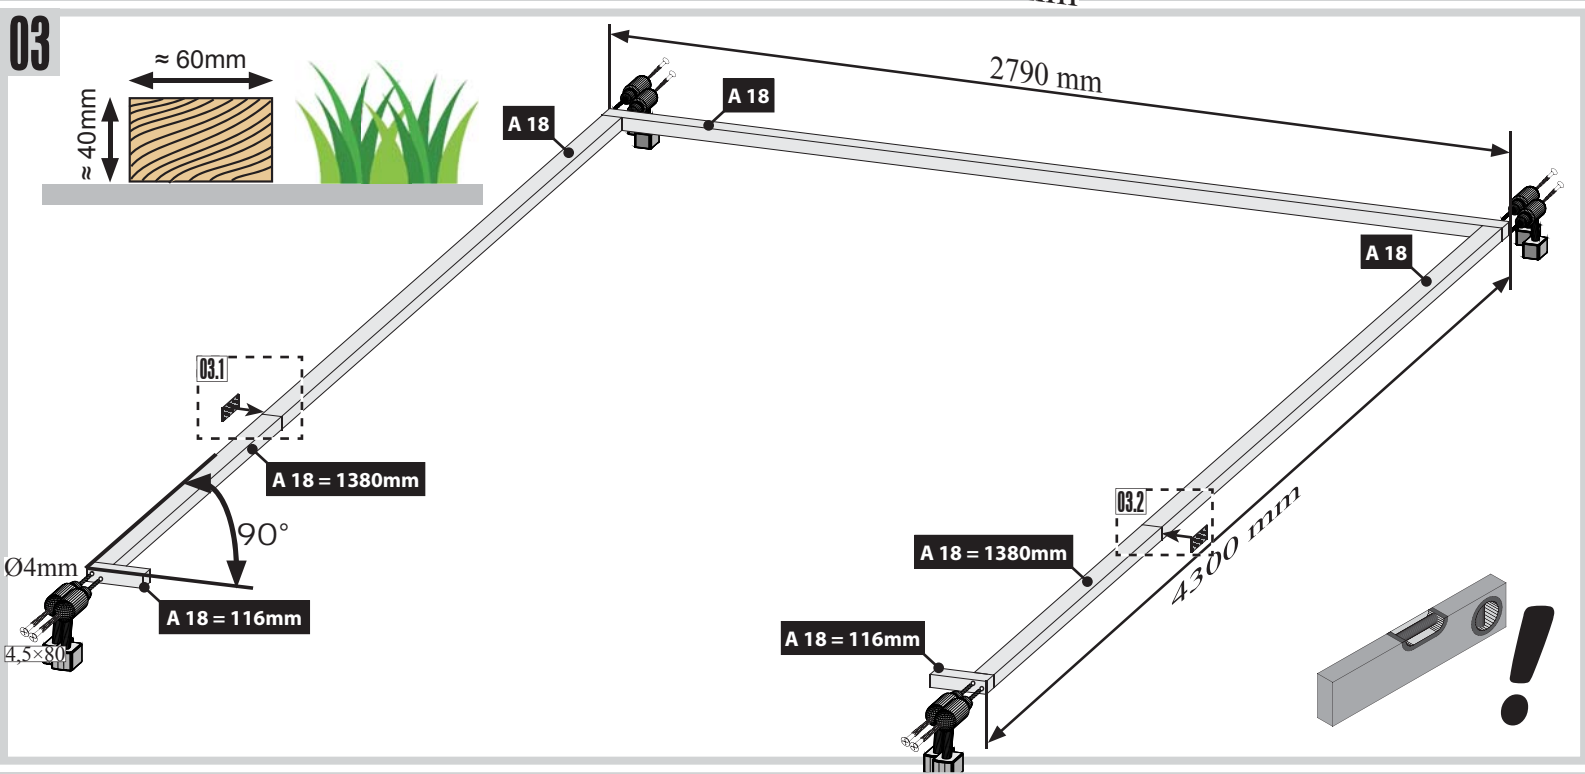 03
≈ 60mm
≈ 40mm
2790 mm
A 18
A 18
A 18
03.1
A 18 = 1380mm
90°
Ø4mm
A 18 = 116mm
4,5×80
03.2
A 18 = 1380mm
4300 mm
A 18 = 116mm